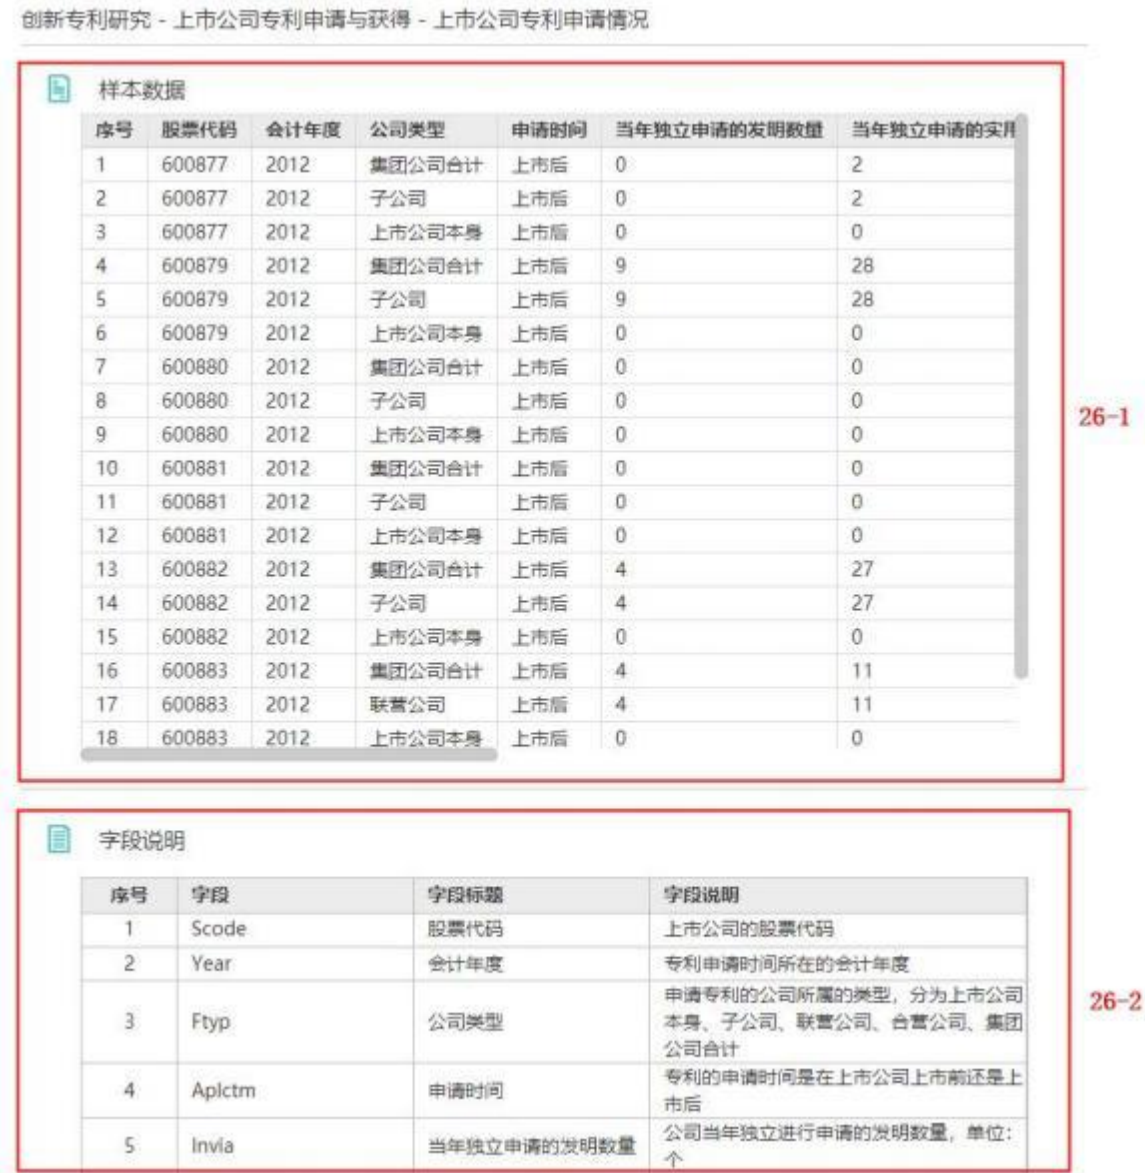 创新专利研究 - 上市公司专利申请与获得 - 上市公司专利申请情况
样本数据
序号 股票代码 会计年度 公司类型 申请时间 当年独立申请的发明数量 当年独立申请的实用
1 600877 2012 集团公司合计 上市后 0 2
2 600877 2012 子公司 上市后 0 2
3 600877 2012 上市公司本身 上市后 0 0
4 600879 2012 集团公司合计 上市后 9 28
5 600879 2012 子公司 上市后 9 28
6 600879 2012 上市公司本身 上市后 0 0
7 600880 2012 集团公司合计 上市后 0 0
8 600880 2012 子公司 上市后 0 0
9 600880 2012 上市公司本身 上市后 0 0
10 600881 2012 集团公司合计 上市后 0 0
11 600881 2012 子公司 上市后 0 0
12 600881 2012 上市公司本身 上市后 0 0
13 600882 2012 集团公司合计 上市后 4 27
14 600882 2012 子公司 上市后 4 27
15 600882 2012 上市公司本身 上市后 0 0
16 600883 2012 集团公司合计 上市后 4 11
17 600883 2012 联营公司 上市后 4 11
18 600883 2012 上市公司本身 上市后 0 0
26-1
字段说明
序号 字段 字段标题 字段说明
1 Scode 股票代码 上市公司的股票代码
2 Year 会计年度 专利申请时间所在的会计年度
3 Ftyp 公司类型 申请专利的公司所属的类型，分为上市公司
本身、子公司、联营公司、合营公司、集团
公司合计
4 Aplctm 申请时间 专利的申请时间是在上市公司上市前还是上
市后
5 Invia 当年独立申请的发明数量 公司当年独立进行申请的发明数量，单位：
个
26-2